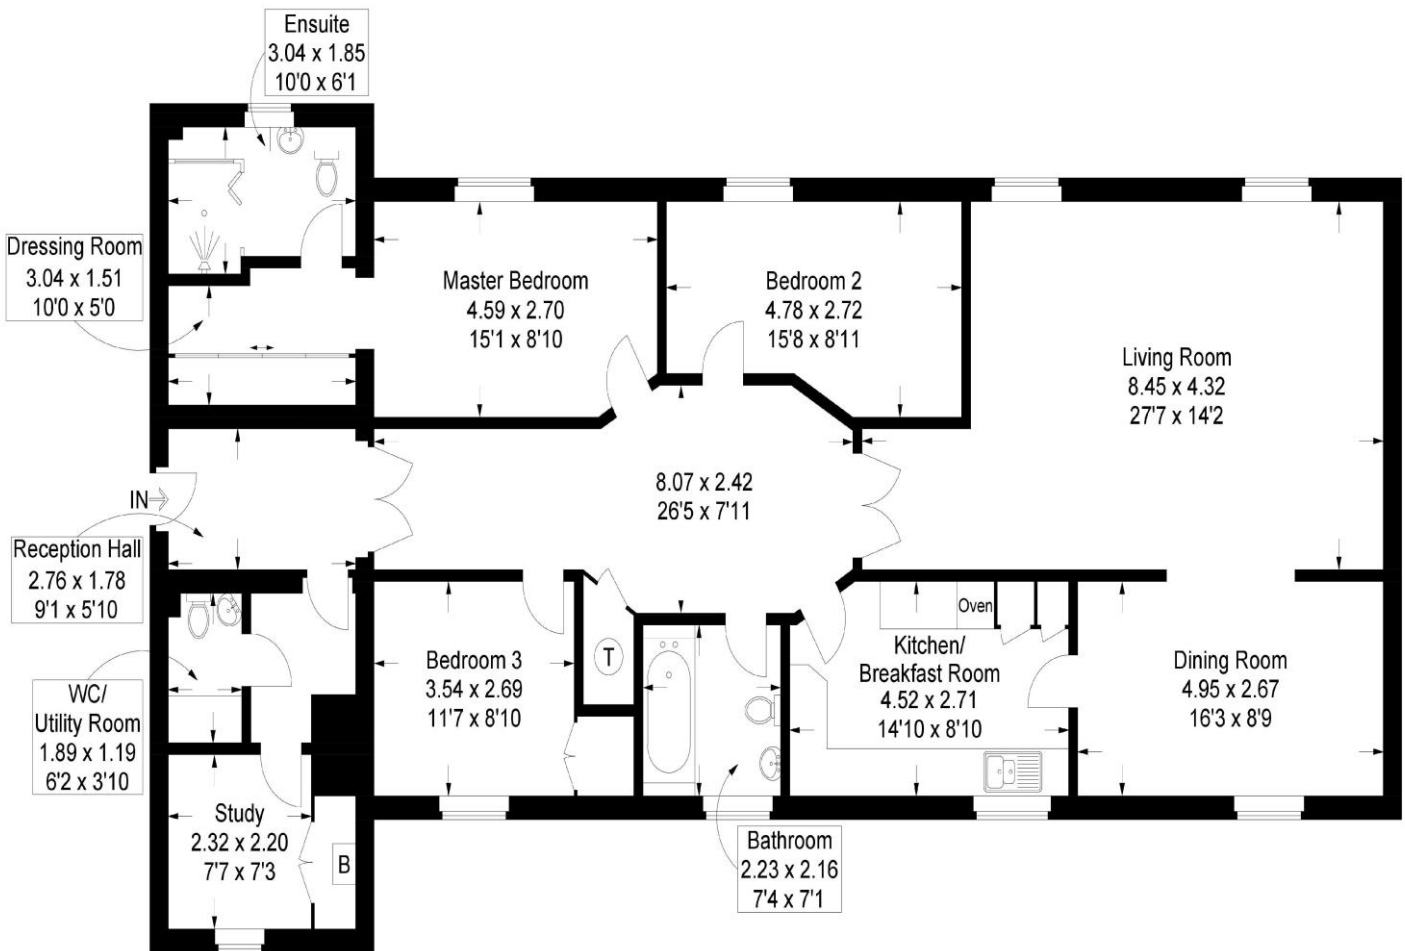 Ensuite
3.04 x 1.85
10'0 x 6'1
Dressing Room
3.04 x 1.51
10'0 x 5'0
Master Bedroom
4.59 x 2.70
15'1 x 8'10
Bedroom 2
4.78 x 2.72
15'8 x 8'11
Living Room
8.45 x 4.32
27'7 x 14'2
IN
8.07 x 2.42
26'5 x 7'11
Reception Hall
2.76 x 1.78
9'1 x 5'10
WC/
Utility Room
1.89 x 1.19
6'2 x 3'10
Bedroom 3
3.54 x 2.69
11'7 x 8'10
T
Oven
Kitchen/
Breakfast Room
4.52 x 2.71
14'10 x 8'10
Dining Room
4.95 x 2.67
16'3 x 8'9
Study
2.32 x 2.20
7'7 x 7'3
B
Bathroom
2.23 x 2.16
7'4 x 7'1